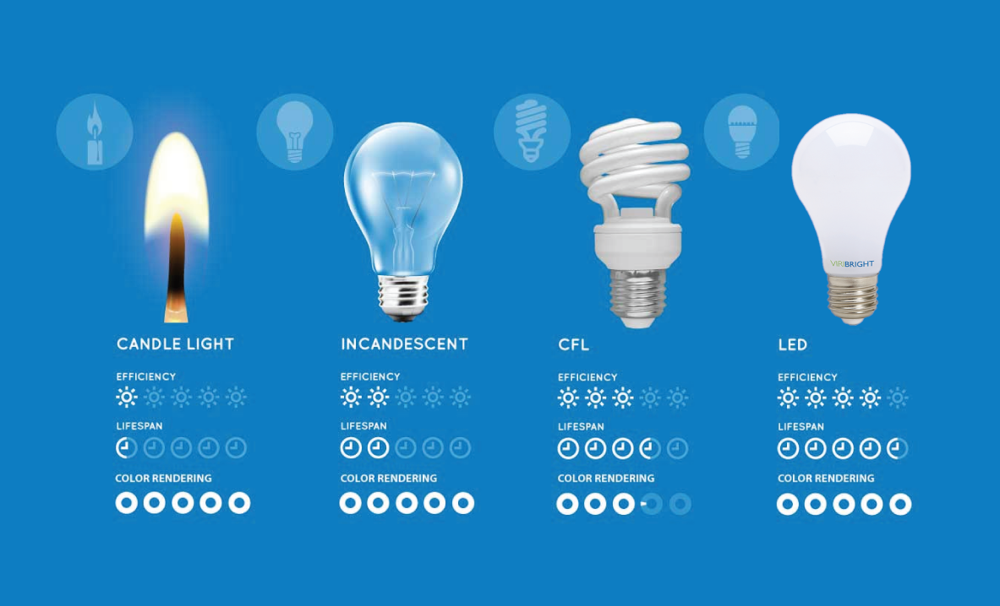 VIRIBRIGHT
CANDLE LIGHT
EFFICIENCY
LIFESPAN
COLOR RENDERING
INCANDESCENT
EFFICIENCY
LIFESPAN
COLOR RENDERING
CFL
EFFICIENCY
LIFESPAN
COLOR RENDERING
LED
EFFICIENCY
LIFESPAN
COLOR RENDERING